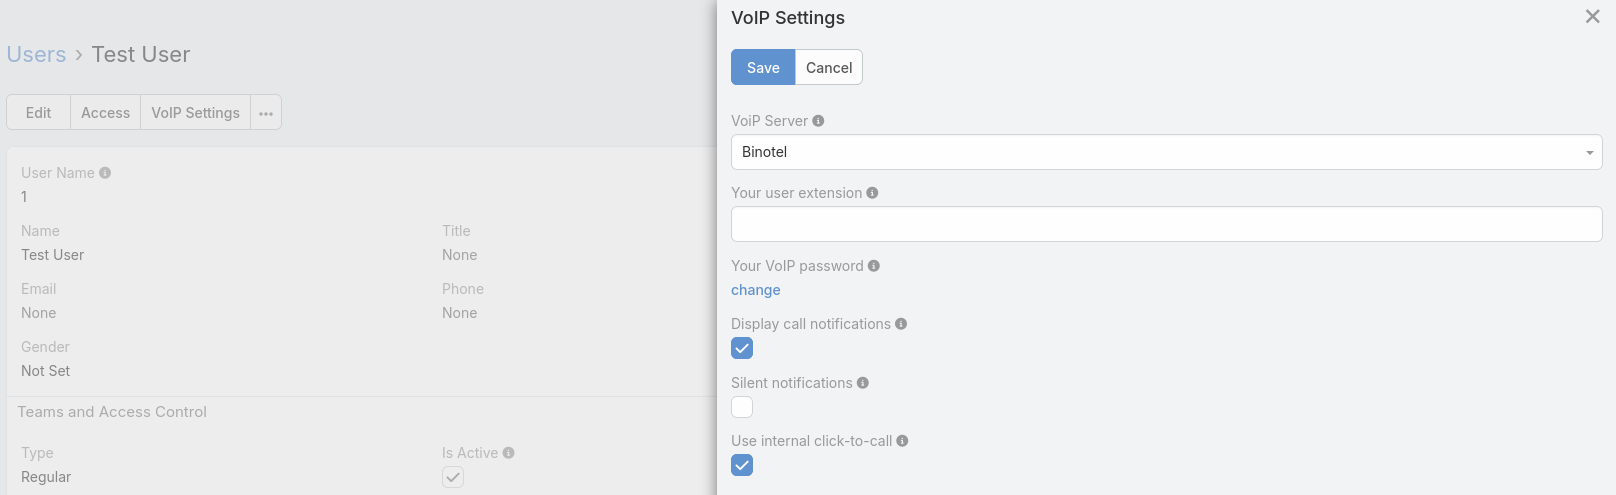 Users › Test User
Edit Access VoIP Settings ...
User Name
1
Name Title
Test User None
Email Phone
None None
Gender
Not Set
Teams and Access Control
Type Is Active
Regular
VoIP Settings
Save Cancel
VoiP Server
Binotel
Your user extension
Your VoIP password
change
Display call notifications
Silent notifications
Use internal click-to-call